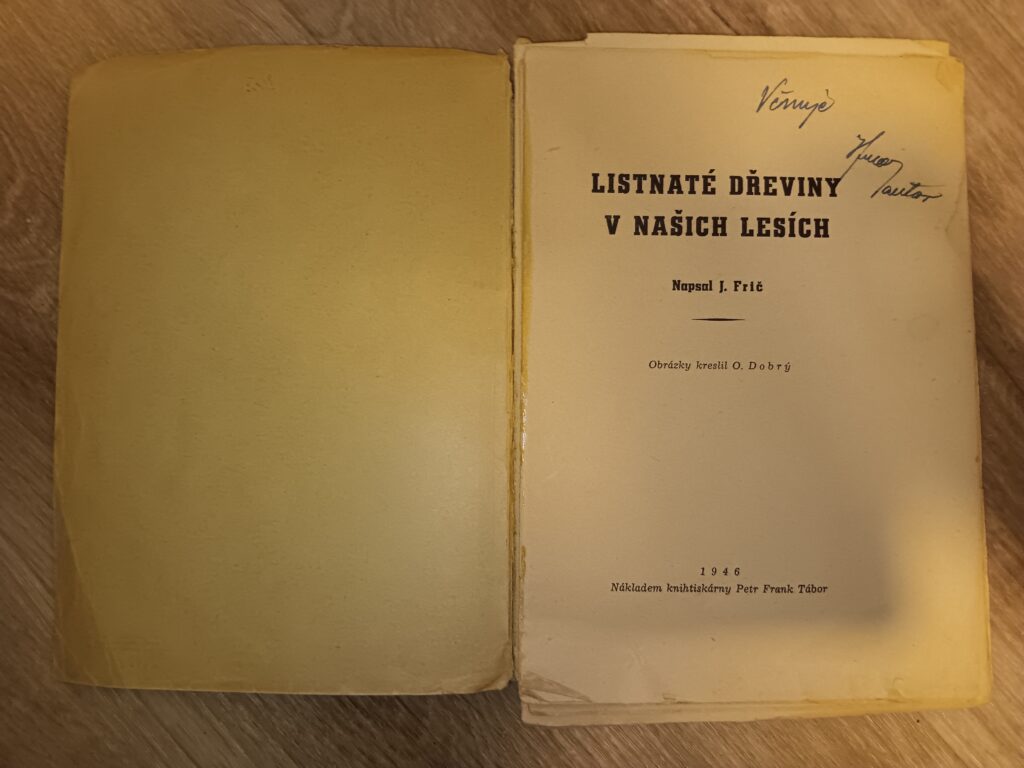 Věnuje
autor
LISTNATÉ DŘEVINY
V NAŠICH LESÍCH
Napsal J. Frič
Obrázky kreslil O. Dobrý
1946
Nákladem knihtiskárny Petr Frank Tábor